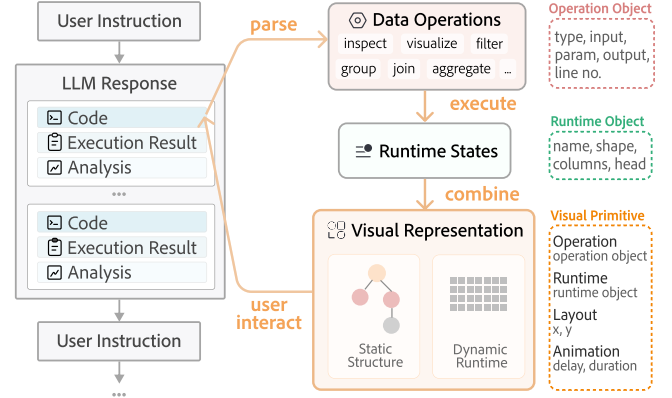 User Instruction
LLM Response
Code
Execution Result
Analysis
...
Code
Execution Result
Analysis
User Instruction
...
parse
Data Operations
inspect visualize filter
group join aggregate ...
execute
Runtime States
combine
Visual Representation
Static
Structure
Dynamic
Runtime
user
interact
Operation Object
type, input,
param, output,
line no.
Runtime Object
name, shape,
columns, head
Visual Primitive
Operation
operation object
Runtime
runtime object
Layout
x, y
Animation
delay, duration